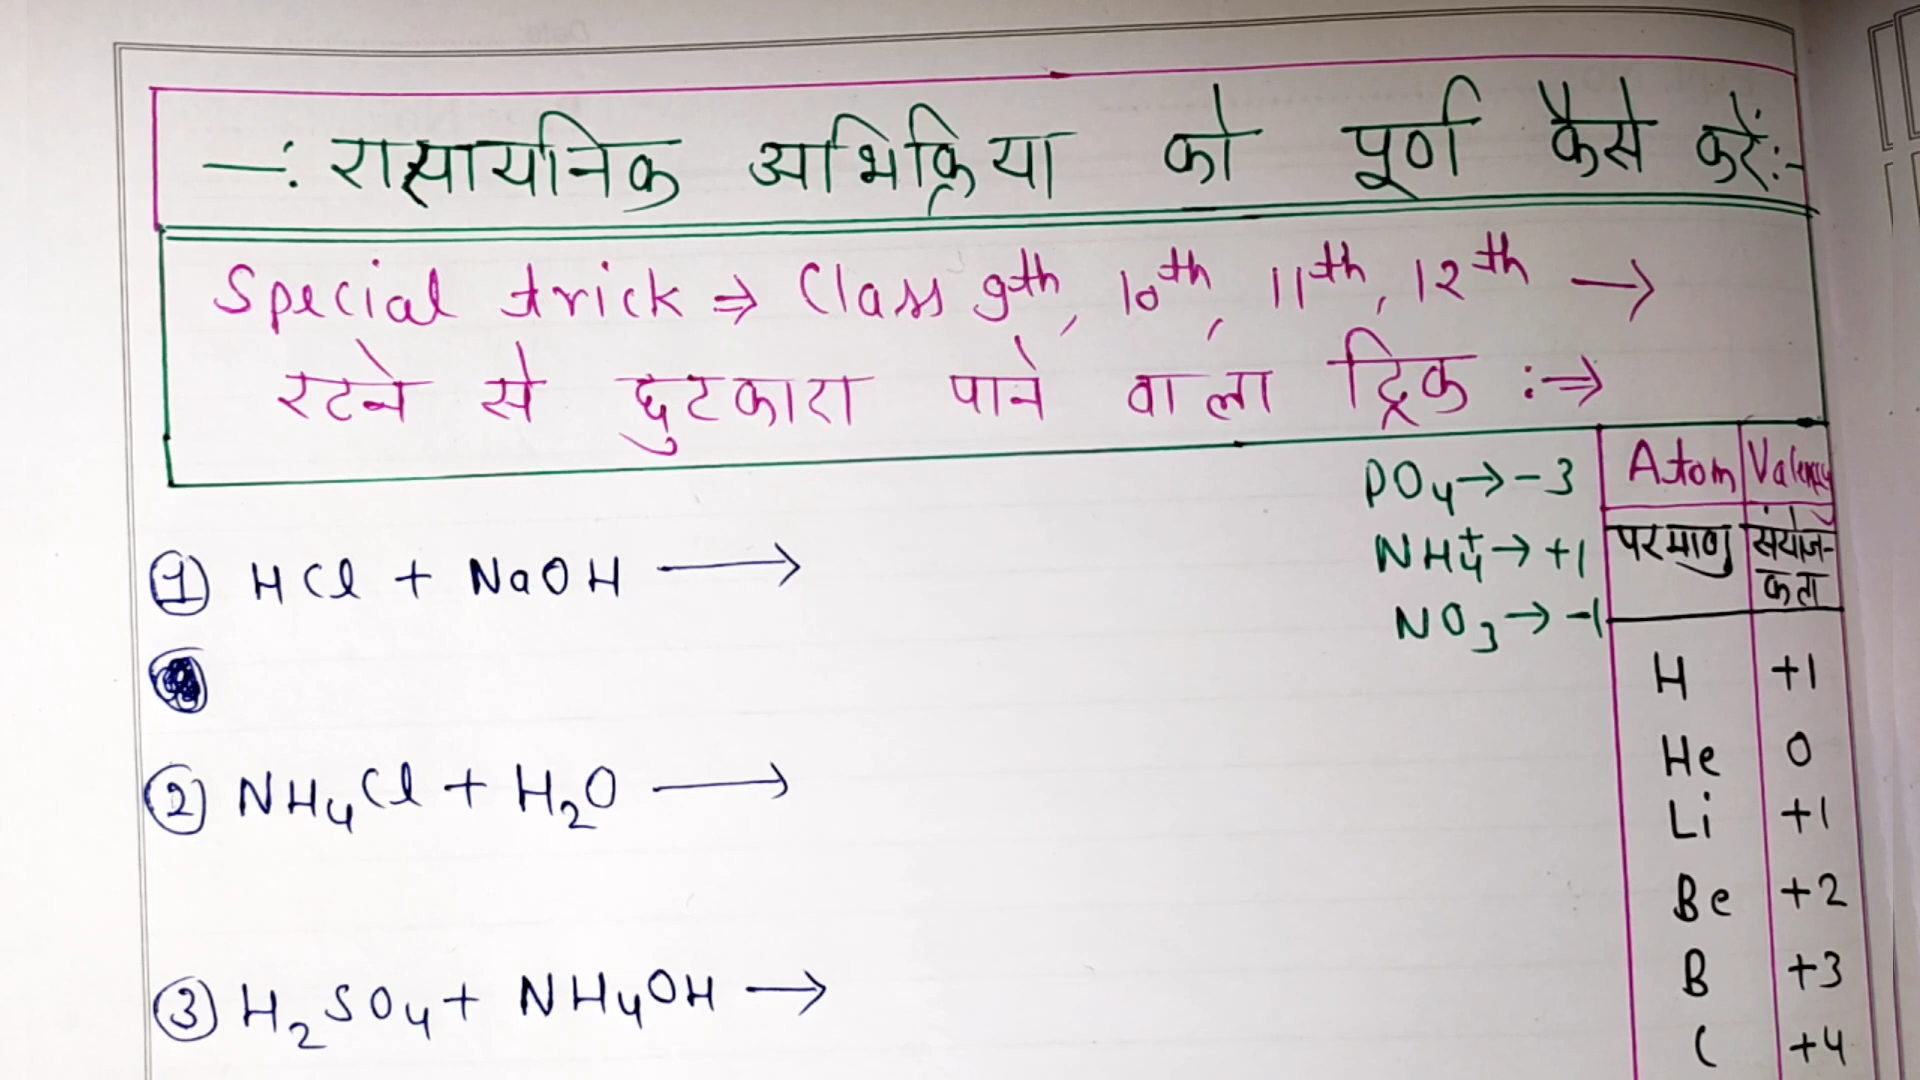 —: रासायनिक अभिक्रिया को पूर्ण कैसे करें:-
Special trick ⇒ Class 9th, 10th, 11th, 12th →
रटने से छुटकारा पाने वाला ट्रिक :⇒
PO₄ → -3
NH₄⁺ → +1
NO₃ → -1
① HCl + NaOH ⟶
② NH₄Cl + H₂O ⟶
③ H₂SO₄ + NH₄OH ⟶
Atom Valency
परमाणु संयोज-
कता
H +1
He 0
Li +1
Be +2
B +3
C +4